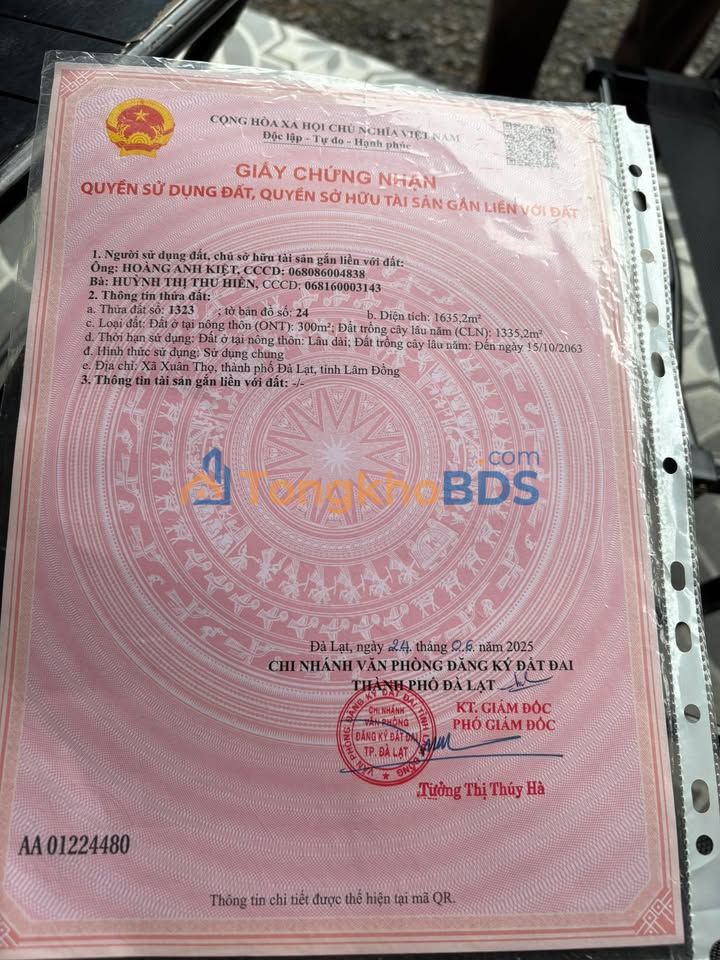 CỘNG HÒA XÃ HỘI CHỦ NGHĨA VIỆT NAM
Độc lập - Tự do - Hạnh phúc
GIẤY CHỨNG NHẬN
QUYỀN SỬ DỤNG ĐẤT, QUYỀN SỞ HỮU TÀI SẢN GẮN LIỀN VỚI ĐẤT
1. Người sử dụng đất, chủ sở hữu tài sản gắn liền với đất:
Ông: HOÀNG ANH KIỆT, CCCD: 068086004838
Bà: HUỲNH THỊ THU HIỀN, CCCD: 068160003143
2. Thông tin thửa đất:
a. Thửa đất số: 1323 ; tờ bản đồ số: 24 b. Diện tích: 1635,2m²
c. Loại đất: Đất ở tại nông thôn (ONT): 300m²; Đất trồng cây lâu năm (CLN): 1335,2m²
d. Thời hạn sử dụng: Đất ở tại nông thôn: Lâu dài; Đất trồng cây lâu năm: Đến ngày 15/10/2063
đ. Hình thức sử dụng: Sử dụng chung
e. Địa chỉ: Xã Xuân Thọ, thành phố Đà Lạt, tỉnh Lâm Đồng
3. Thông tin tài sản gắn liền với đất: -/-
TongkhoBDS.com
Đà Lạt, ngày 24 tháng 06 năm 2025
CHI NHÁNH VĂN PHÒNG ĐĂNG KÝ ĐẤT ĐAI
THÀNH PHỐ ĐÀ LẠT
KT. GIÁM ĐỐC
PHÓ GIÁM ĐỐC
VĂN PHÒNG ĐĂNG KÝ ĐẤT ĐAI TỈNH LÂM ĐỒNG
CHI NHÁNH
VĂN PHÒNG
ĐĂNG KÝ ĐẤT ĐAI
TP. ĐÀ LẠT
Tưởng Thị Thúy Hà
AA 01224480
Thông tin chi tiết được thể hiện tại mã QR.